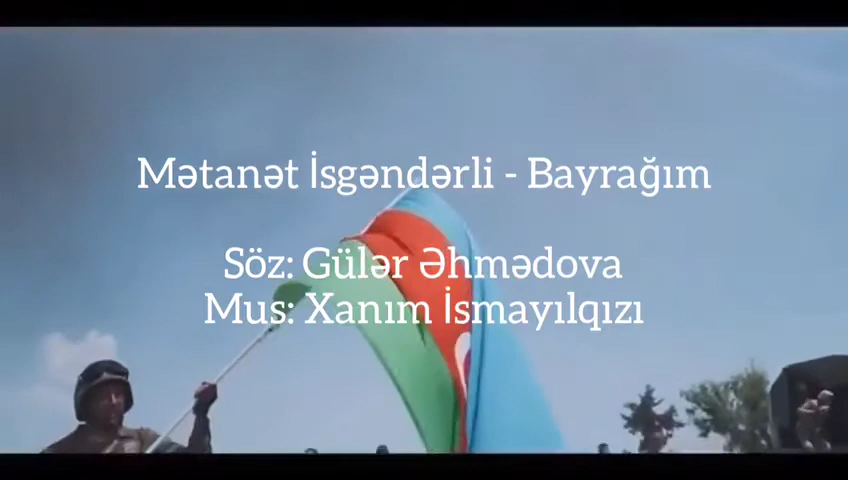 Mətanət İsgəndərli - Bayrağım
Söz: Gülər Əhmədova
Mus: Xanım İsmayılqızı